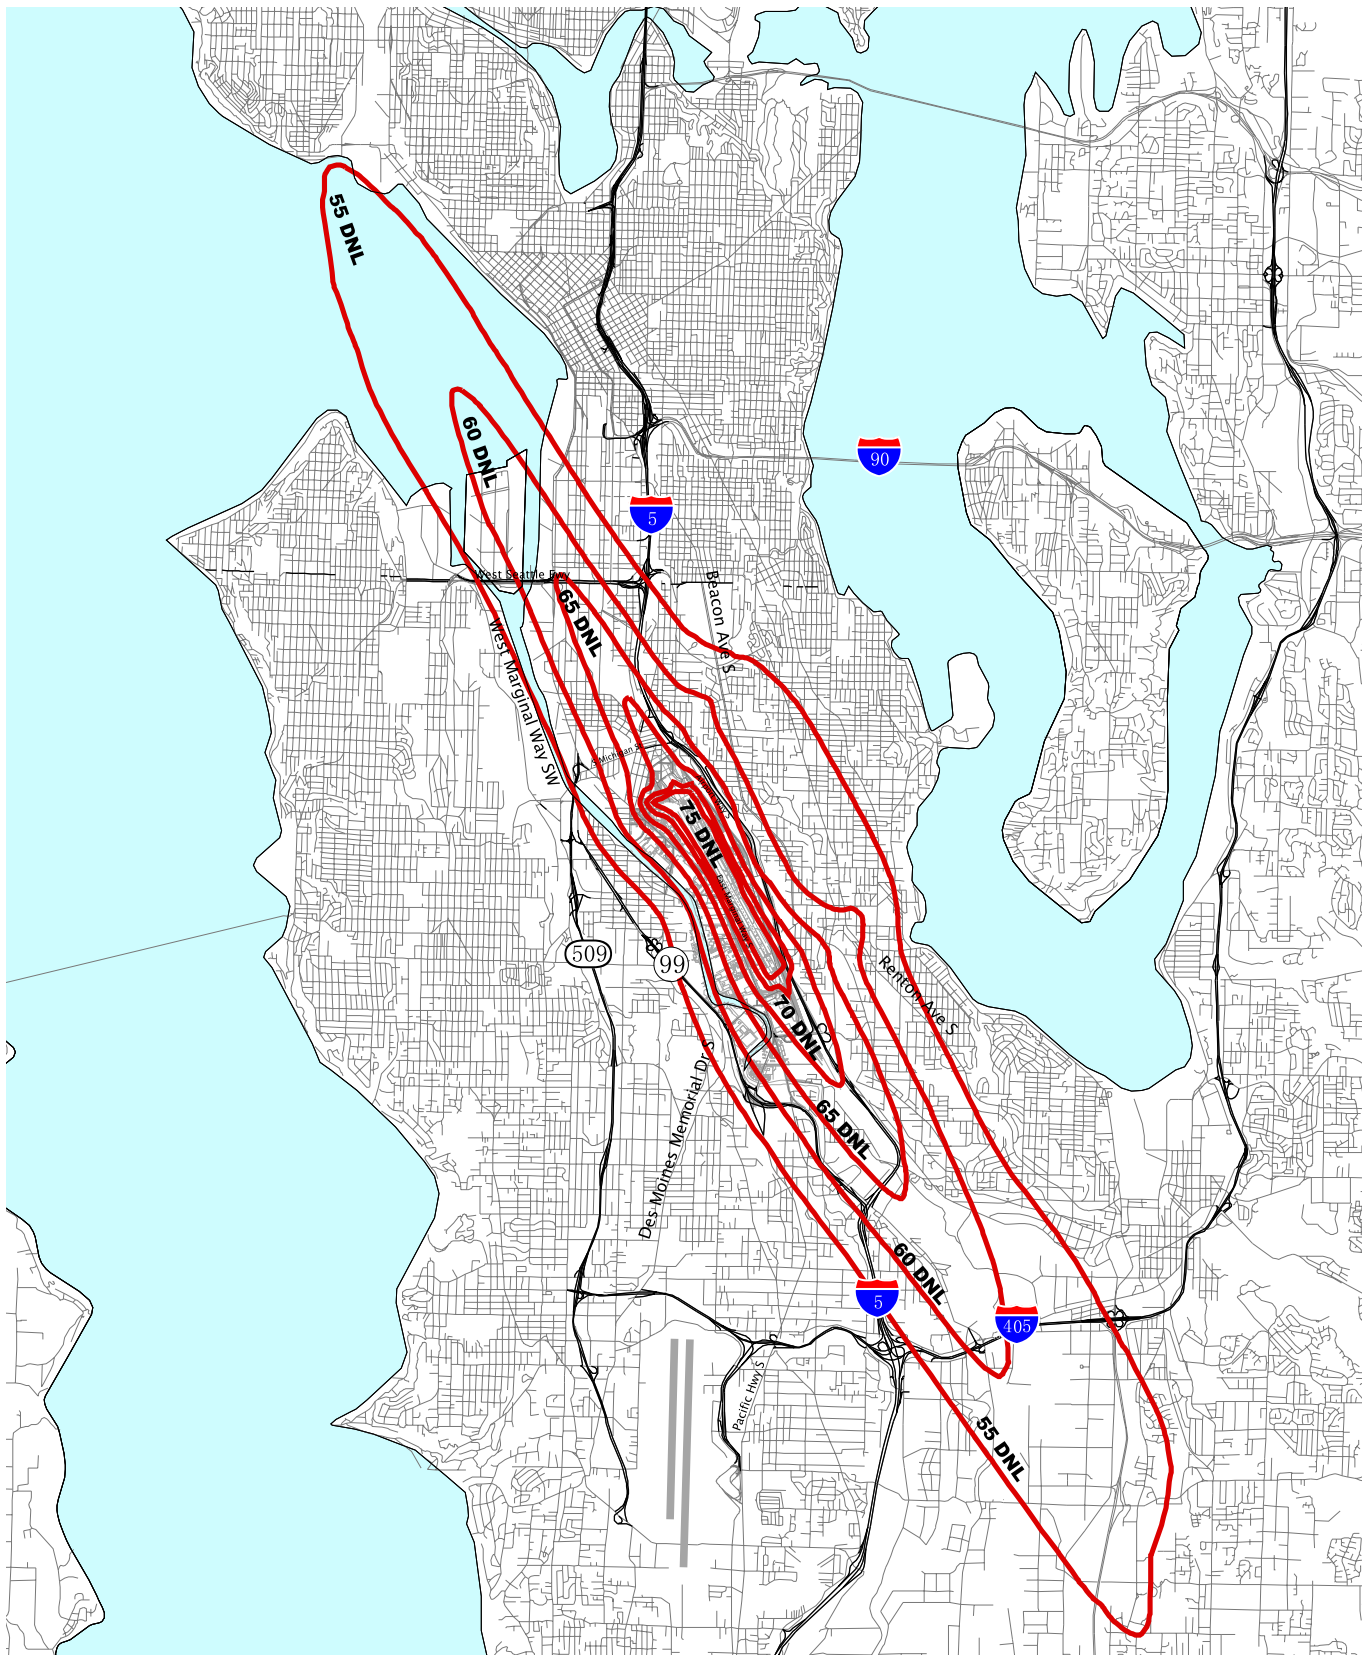 55 DNL
60 DNL
90
5
West Seattle Fwy
65 DNL
Beacon Ave S
West Marginal Way SW
S Michigan St
75 DNL
509
99
Renton Ave S
70 DNL
Des Moines Memorial Dr S
65 DNL
60 DNL
5
405
Pacific Hwy S
55 DNL